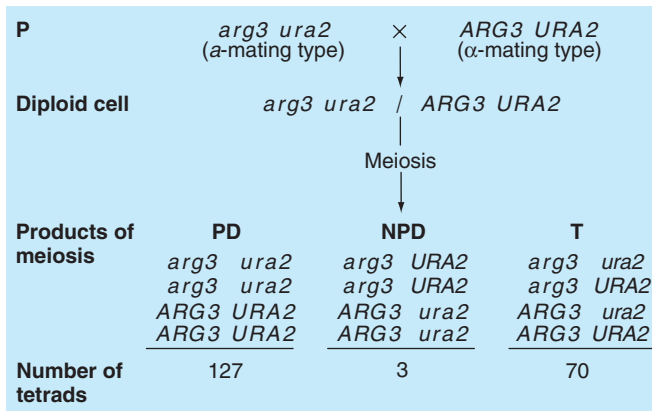 P arg3 ura2 × ARG3 URA2
(a-mating type) (α-mating type)
Diploid cell arg3 ura2 / ARG3 URA2
Meiosis
Products of PD NPD T
meiosis
arg3 ura2 arg3 URA2 arg3 ura2
arg3 ura2 arg3 URA2 arg3 URA2
ARG3 URA2 ARG3 ura2 ARG3 ura2
ARG3 URA2 ARG3 ura2 ARG3 URA2
Number of 127 3 70
tetrads